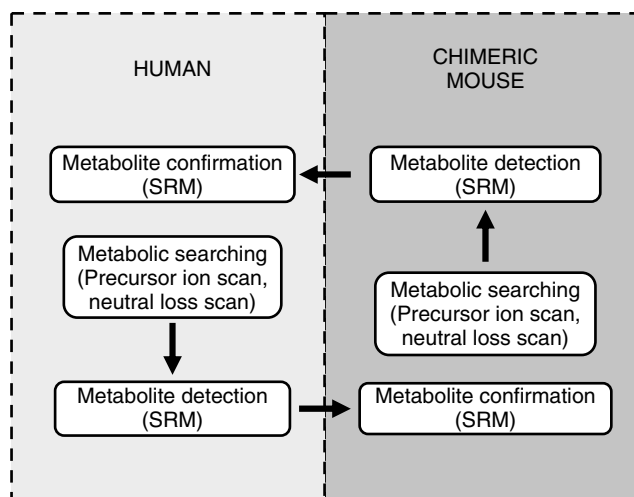 HUMAN
Metabolite confirmation
(SRM)
Metabolic searching
(Precursor ion scan,
neutral loss scan)
Metabolite detection
(SRM)
CHIMERIC
MOUSE
Metabolite detection
(SRM)
Metabolic searching
(Precursor ion scan,
neutral loss scan)
Metabolite confirmation
(SRM)